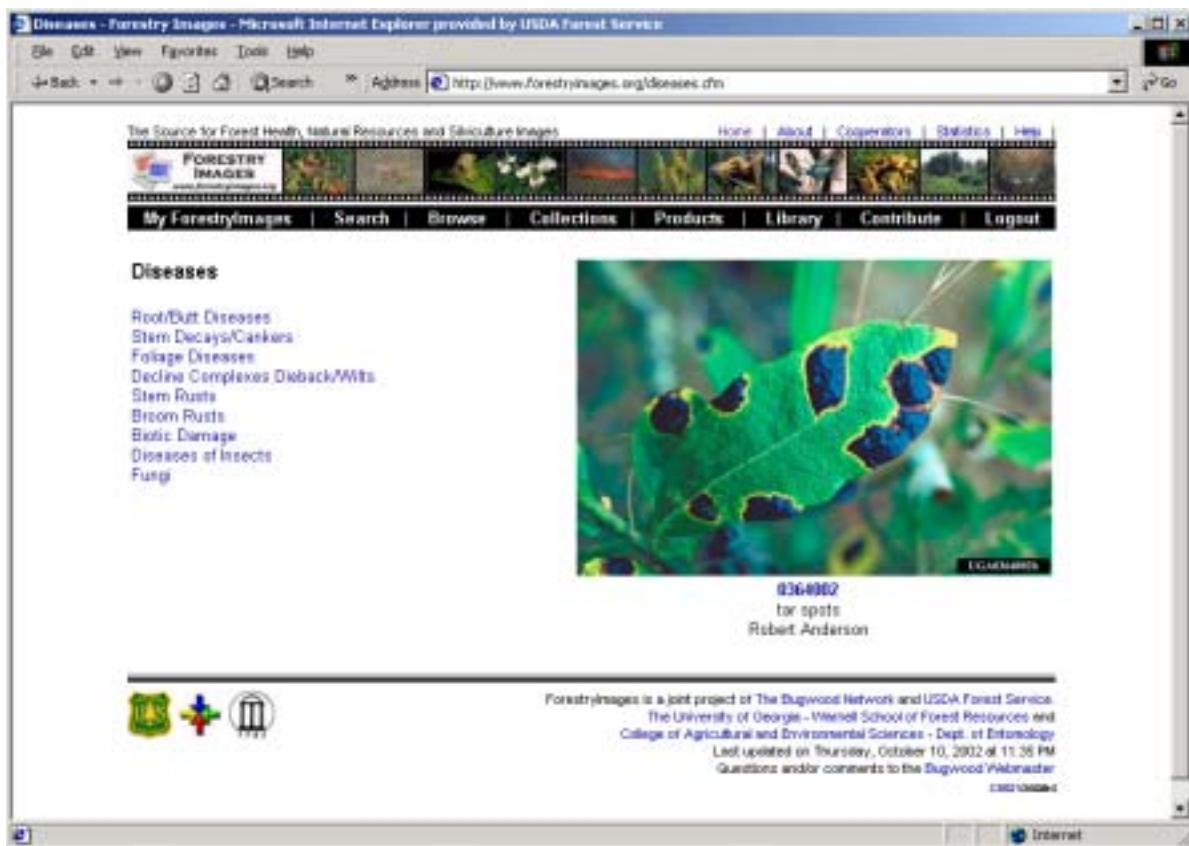 Diseases - Forestry Images - Microsoft Internet Explorer provided by USDA Forest Service
File Edit View Favorites Tools Help
Back Search » Address http://www.forestryimages.org/diseases.cfm Go
The Source for Forest Health, Natural Resources and Silviculture Images
Home | About | Cooperators | Statistics | Help |
FORESTRY
IMAGES
www.forestryimages.org
My ForestryImages | Search | Browse | Collections | Products | Library | Contribute | Logout
Diseases
Root/Butt Diseases
Stem Decays/Cankers
Foliage Diseases
Decline Complexes Dieback/Wilts
Stem Rusts
Broom Rusts
Biotic Damage
Diseases of Insects
Fungi
0364002
tar spots
Robert Anderson
ForestryImages is a joint project of The Bugwood Network and USDA Forest Service.
The University of Georgia - Warnell School of Forest Resources and
College of Agricultural and Environmental Sciences - Dept. of Entomology
Last updated on Thursday, October 10, 2002 at 11:35 PM
Questions and/or comments to the Bugwood Webmaster
Internet